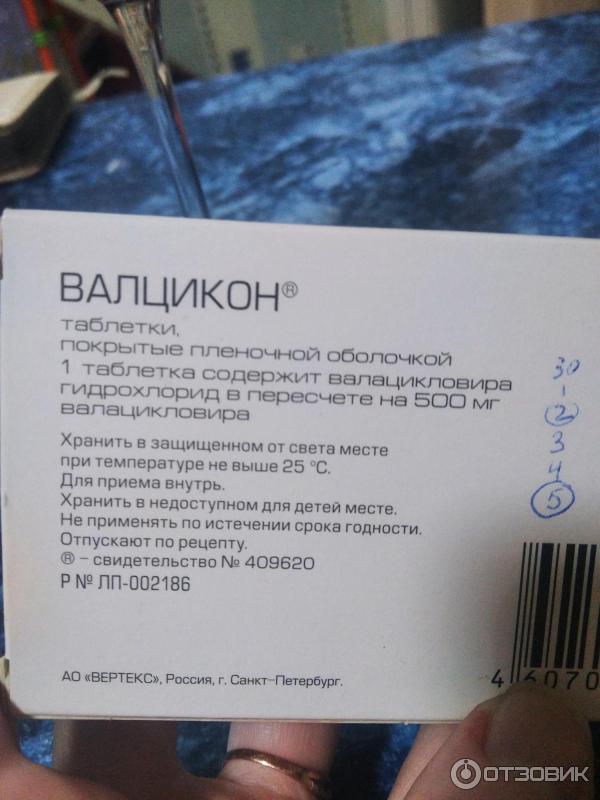 ВАЛЦИКОН®
таблетки,
покрытые пленочной оболочкой
1 таблетка содержит валацикловира
гидрохлорид в пересчете на 500 мг
валацикловира
Хранить в защищенном от света месте
при температуре не выше 25 °С.
Для приема внутрь.
Хранить в недоступном для детей месте.
Не применять по истечении срока годности.
Отпускают по рецепту.
® – свидетельство № 409620
Р № ЛП-002186
АО «ВЕРТЕКС», Россия, г. Санкт-Петербург.
30
1
2
3
4
5
4 6070
ОТЗОВИК